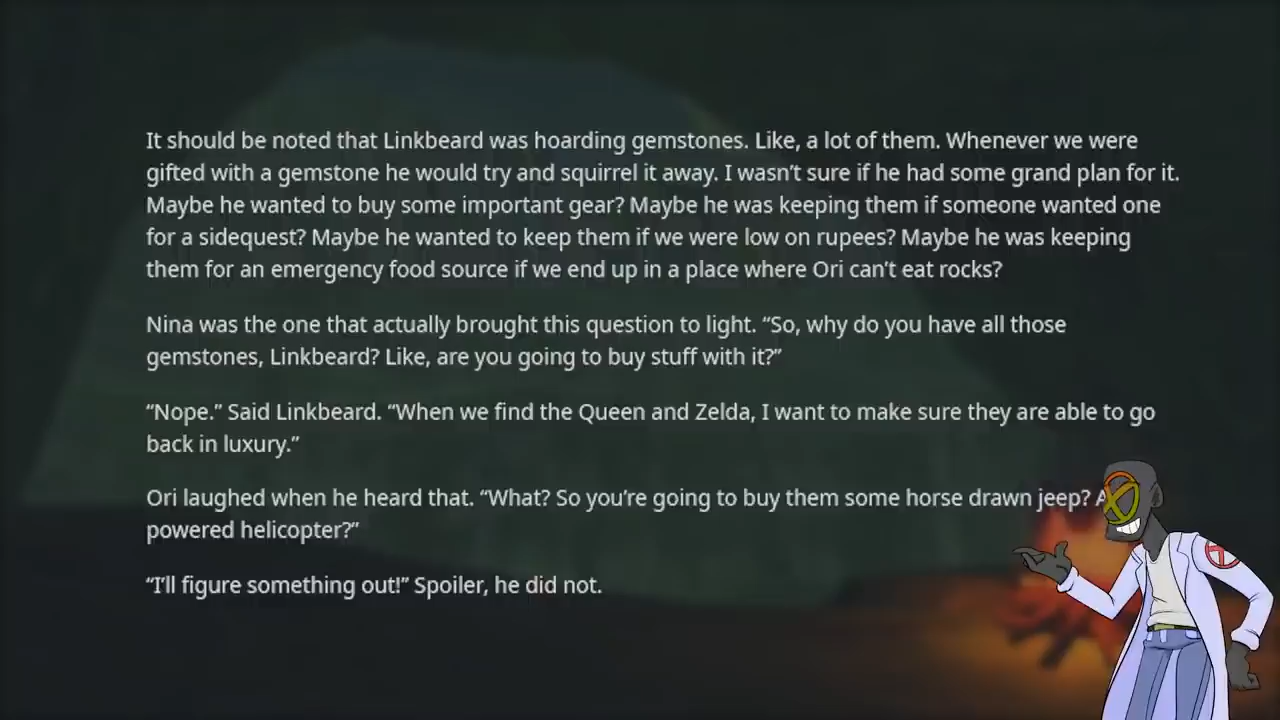 It should be noted that Linkbeard was hoarding gemstones. Like, a lot of them. Whenever we were
gifted with a gemstone he would try and squirrel it away. I wasn’t sure if he had some grand plan for it.
Maybe he wanted to buy some important gear? Maybe he was keeping them if someone wanted one
for a sidequest? Maybe he wanted to keep them if we were low on rupees? Maybe he was keeping
them for an emergency food source if we end up in a place where Ori can’t eat rocks?
Nina was the one that actually brought this question to light. “So, why do you have all those
gemstones, Linkbeard? Like, are you going to buy stuff with it?”
“Nope.” Said Linkbeard. “When we find the Queen and Zelda, I want to make sure they are able to go
back in luxury.”
Ori laughed when he heard that. “What? So you’re going to buy them some horse drawn jeep?
powered helicopter?”
“I’ll figure something out!” Spoiler, he did not.